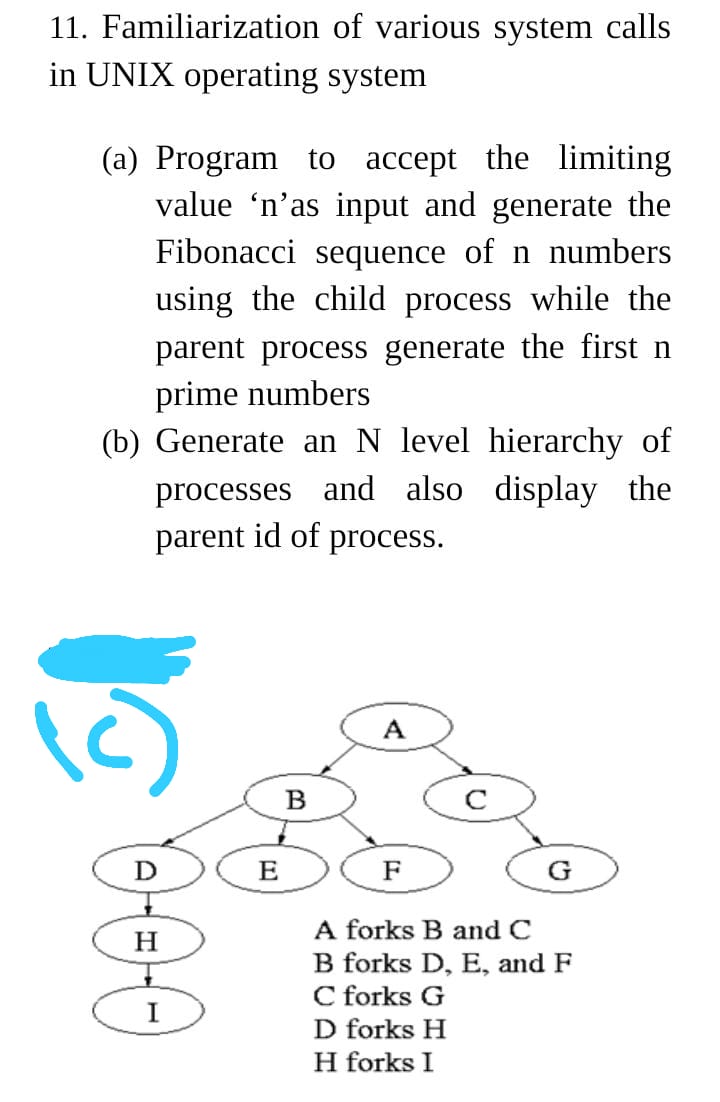 11. Familiarization of various system calls
in UNIX operating system
(a) Program to accept the limiting
value ‘n’as input and generate the
Fibonacci sequence of n numbers
using the child process while the
parent process generate the first n
prime numbers
(b) Generate an N level hierarchy of
processes and also display the
parent id of process.
(c)
A
B C
D E F G
H
I
A forks B and C
B forks D, E, and F
C forks G
D forks H
H forks I